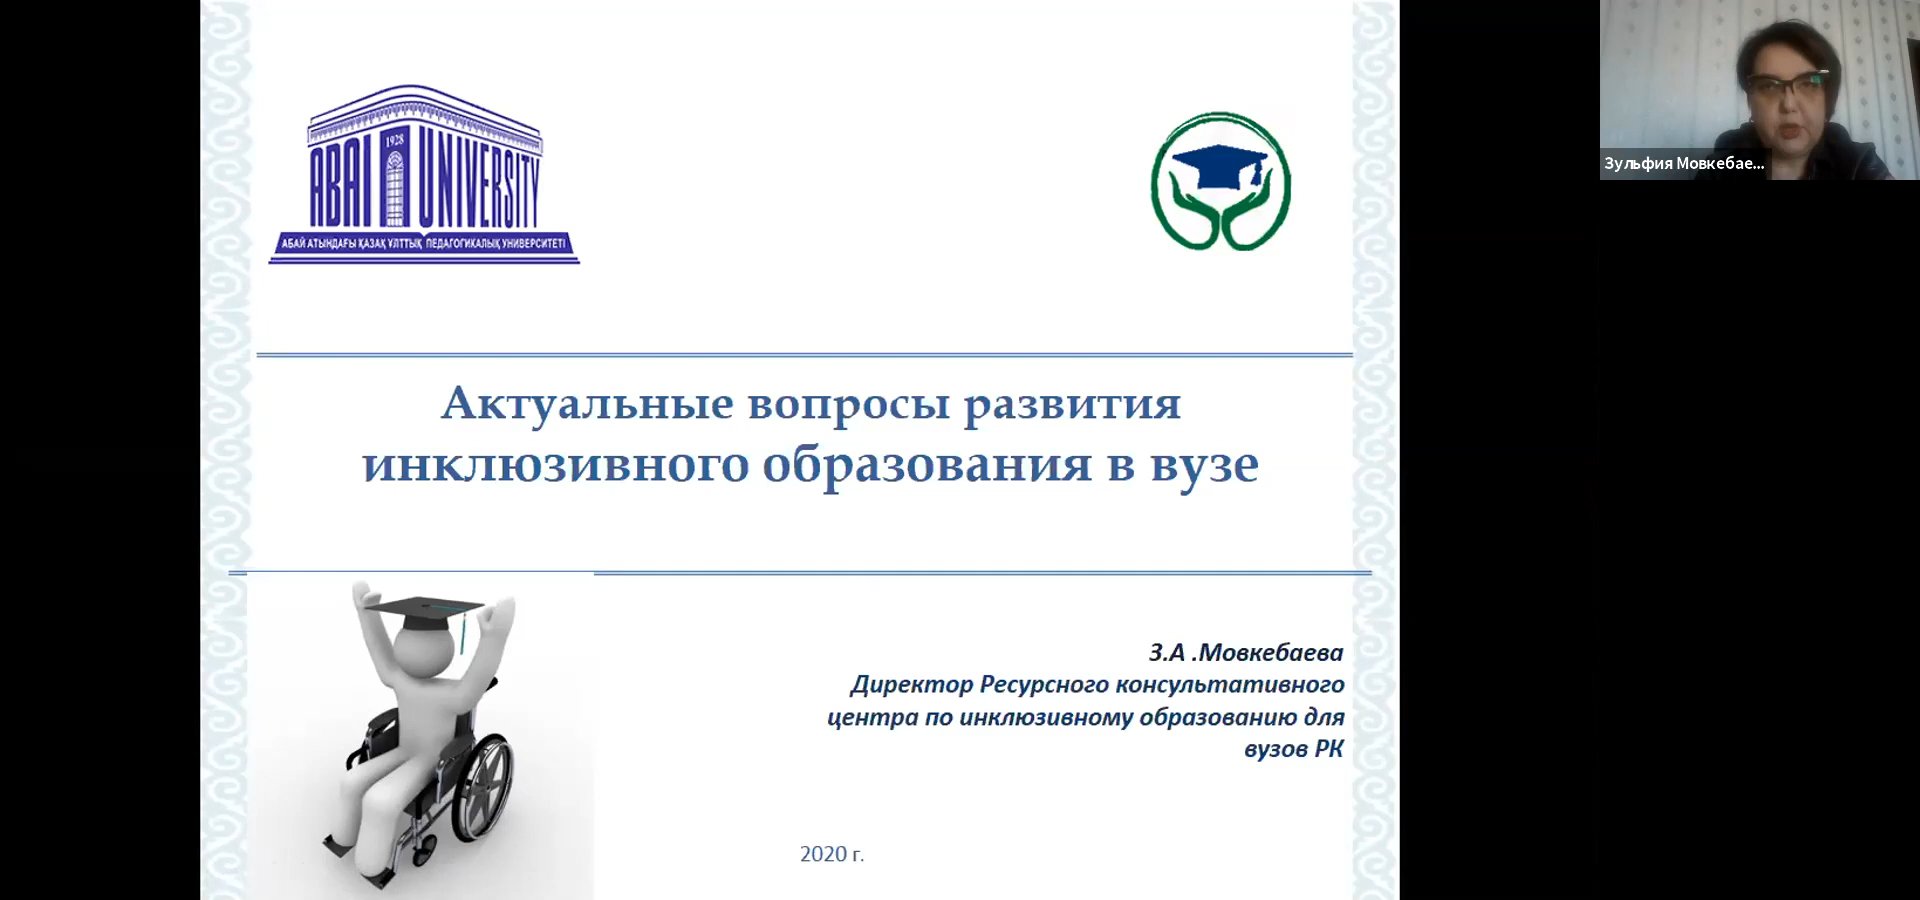 1928
ABAI UNIVERSITY
АБАЙ АТЫНДАҒЫ ҚАЗАҚ ҰЛТТЫҚ ПЕДАГОГИКАЛЫҚ УНИВЕРСИТЕТІ
Зульфия Мовкебае...
Актуальные вопросы развития
инклюзивного образования в вузе
З.А .Мовкебаева
Директор Ресурсного консультативного
центра по инклюзивному образованию для
вузов РК
2020 г.